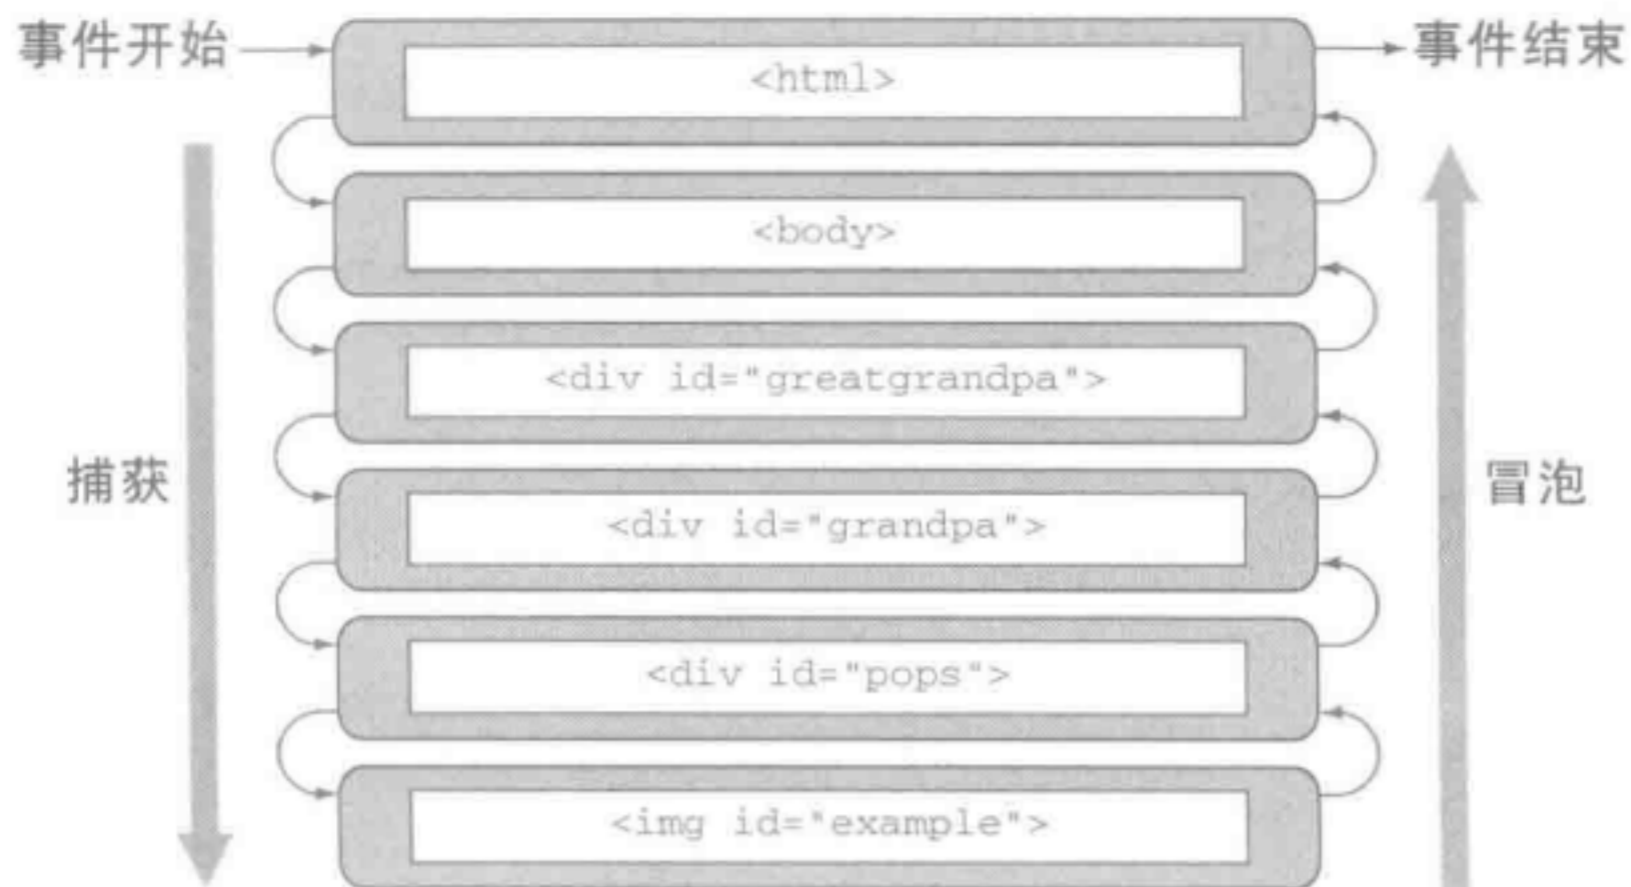 事件开始
<html>
事件结束
<body>
<div id="greatgrandpa">
捕获
冒泡
<div id="grandpa">
<div id="pops">
<img id="example">